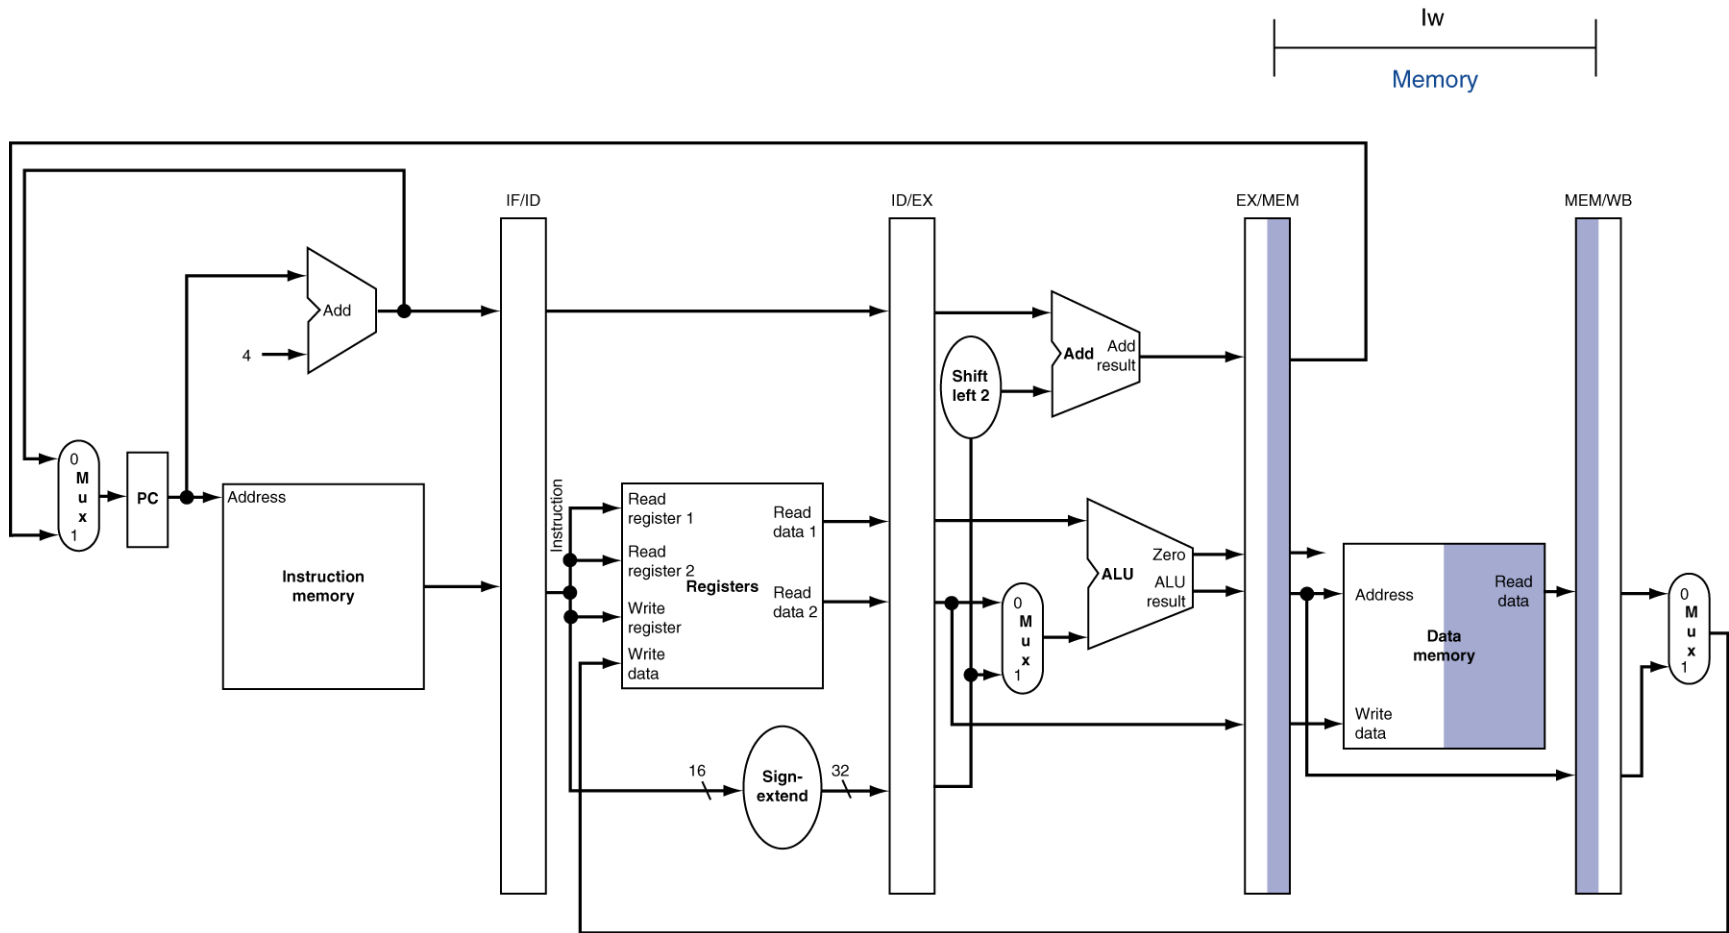 lw
Memory
IF/ID
ID/EX
EX/MEM
MEM/WB
Add
4
Shift
left 2
Add
Add
result
0
M
u
x
1
PC
Address
Instruction
memory
Instruction
Read
register 1
Read
register 2
Write
register
Write
data
Registers
Read
data 1
Read
data 2
16
Sign-
extend
32
0
M
u
x
1
Zero
ALU
ALU
result
Address
Read
data
Data
memory
Write
data
0
M
u
x
1